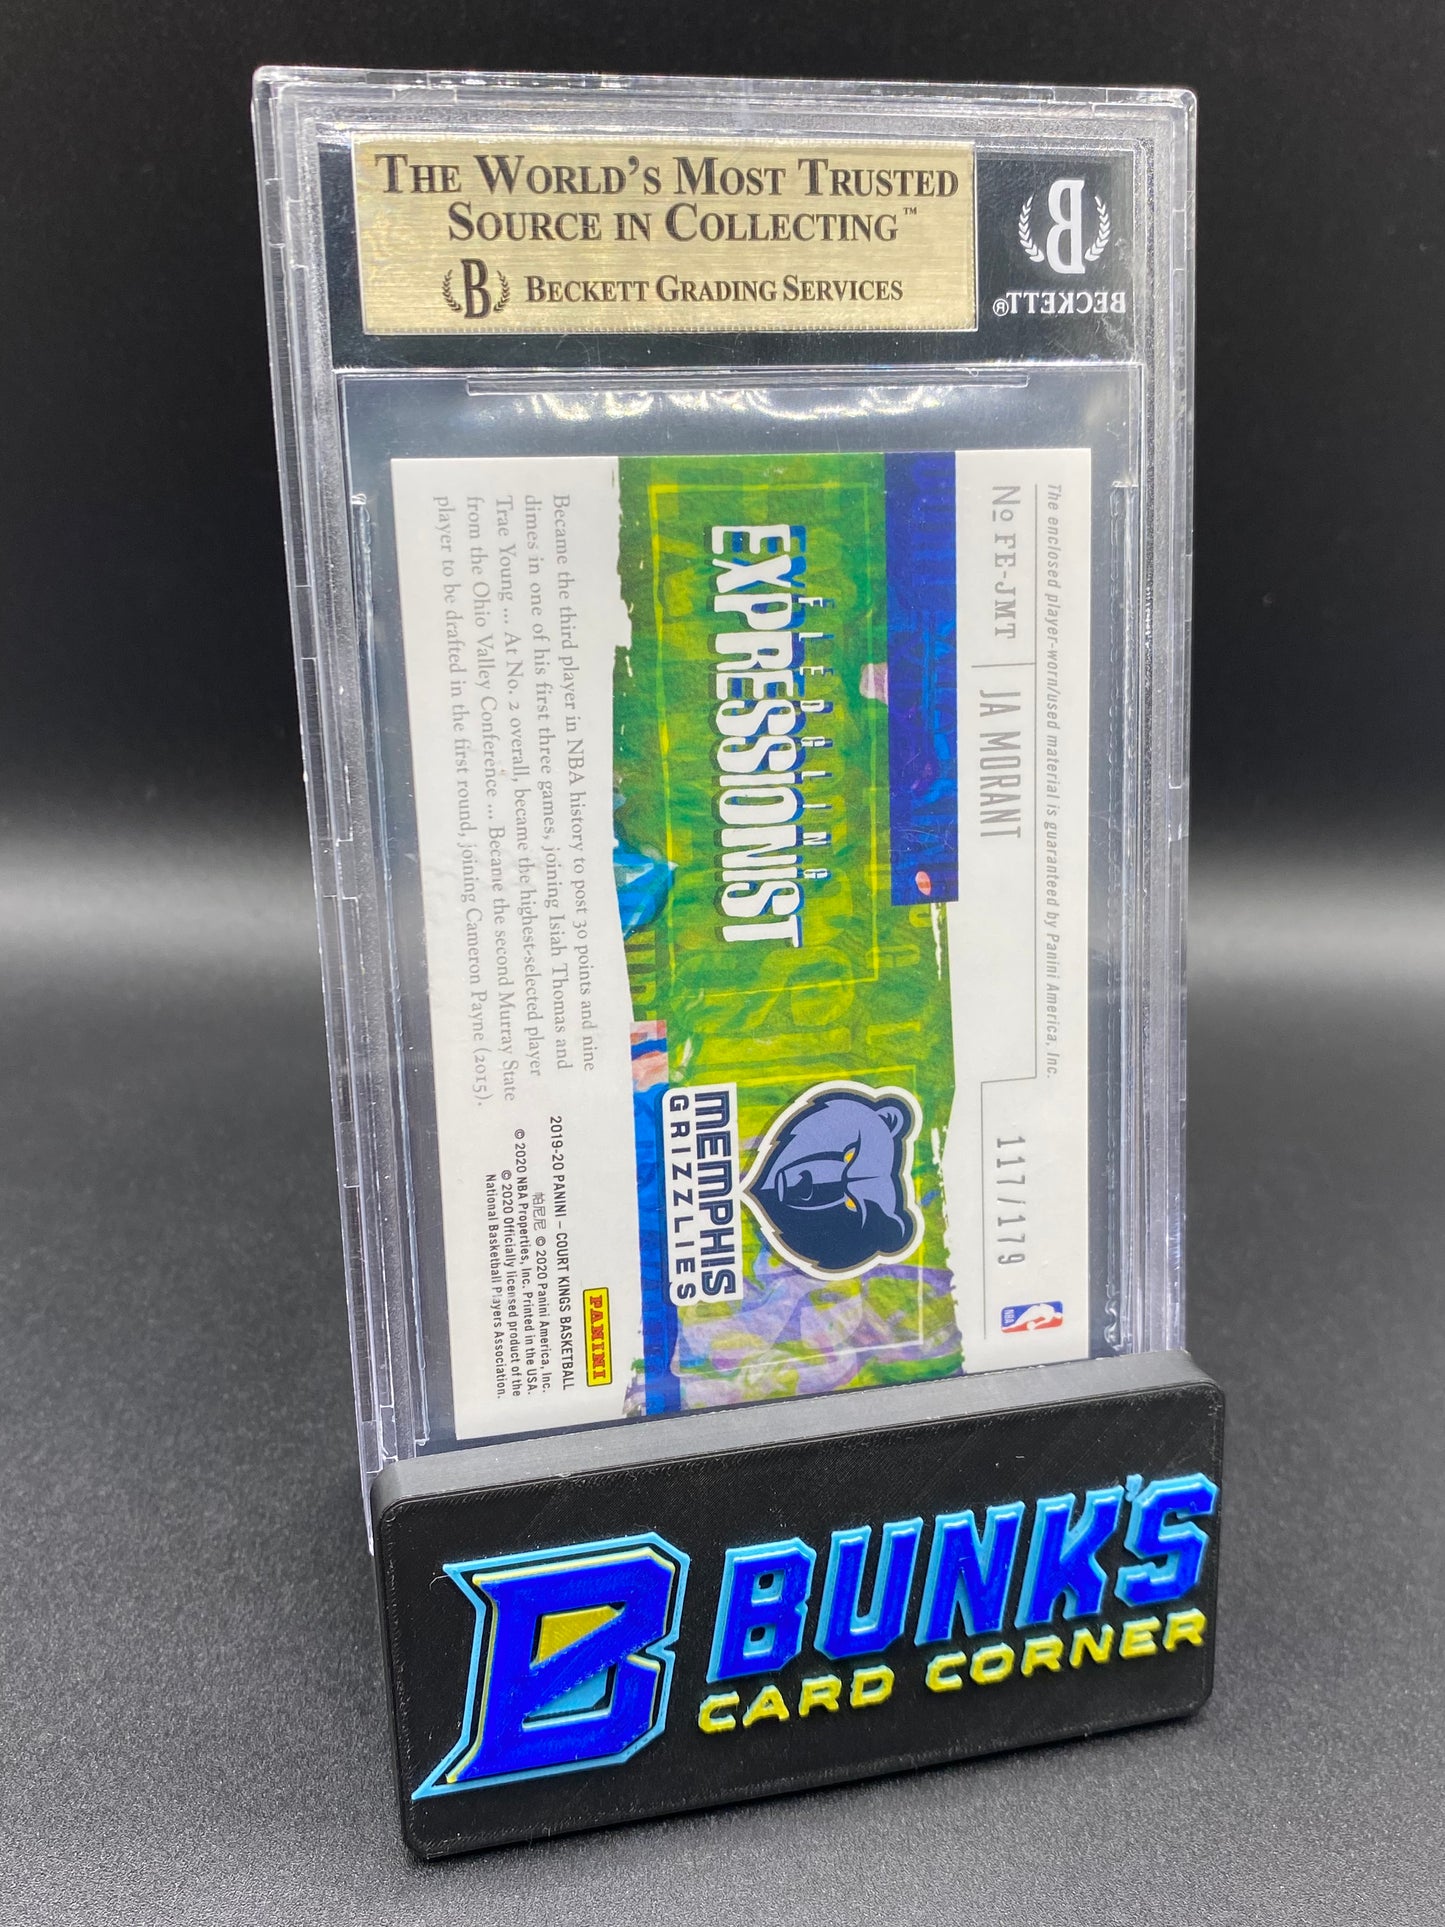 THE WORLD'S MOST TRUSTED
SOURCE IN COLLECTING™
B BECKETT GRADING SERVICES
B
BECKETT®
The enclosed player-worn/used material is guaranteed by Panini America, Inc.
No FE-JMT
JA MORANT
117/179
NBA
FLEDGLING
EXPRESSIONIST
MEMPHIS
GRIZZLIES
Became the third player in NBA history to post 30 points and nine
dimes in one of his first three games, joining Isiah Thomas and
Trae Young ... At No. 2 overall, became the highest-selected player
from the Ohio Valley Conference ... Became the second Murray State
player to be drafted in the first round, joining Cameron Payne (2015).
PANINI
2019-20 PANINI – COURT KINGS BASKETBALL
帕尼尼 © 2020 Panini America, Inc.
© 2020 NBA Properties, Inc. Printed in the USA.
© 2020 Officially licensed product of the
National Basketball Players Association.
B BUNK'S
CARD CORNER